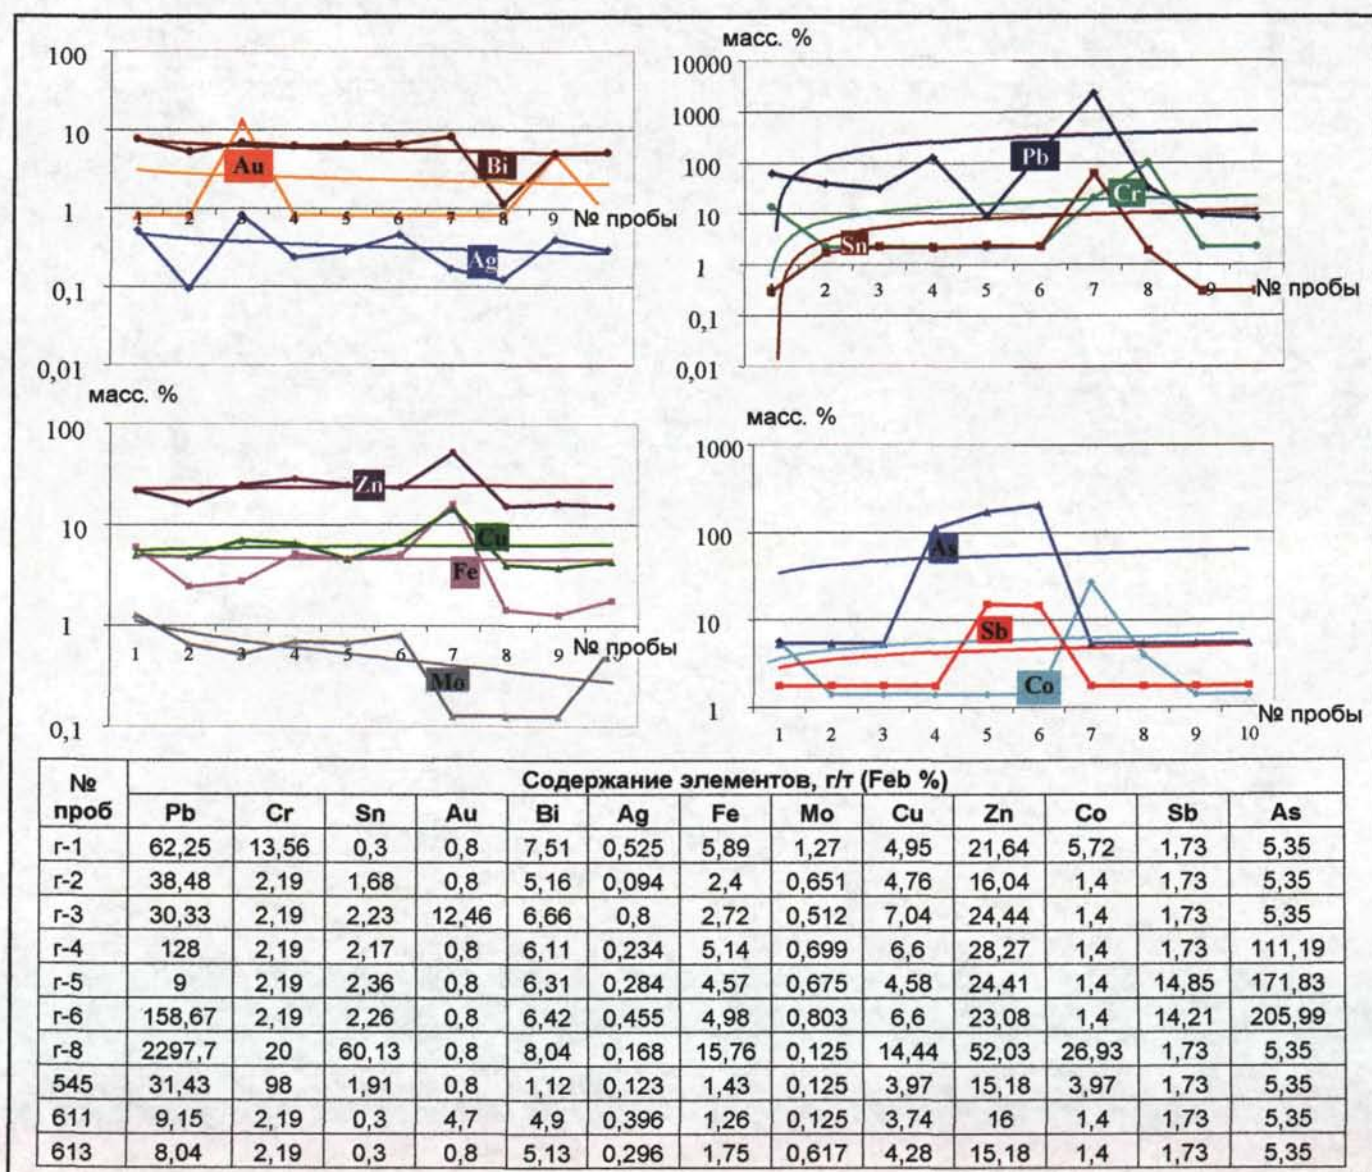 100
10
1
0,1
0,01
Au
Bi
Ag
1 2 3 4 5 6 7 8 9 № пробы
масс. %
10000
1000
100
10
1
0,1
0,01
Pb
Cr
Sn
2 3 4 5 6 7 8 9 № пробы
масс. %
100
10
1
0,1
Zn
Cu
Fe
Mo
1 2 3 4 5 6 7 8 9 № пробы
масс. %
1000
100
10
1
As
Sb
Co
№ пробы
1 2 3 4 5 6 7 8 9 10
№ проб Содержание элементов, г/т (Feb %)
Pb Cr Sn Au Bi Ag Fe Mo Cu Zn Co Sb As
г-1 62,25 13,56 0,3 0,8 7,51 0,525 5,89 1,27 4,95 21,64 5,72 1,73 5,35
г-2 38,48 2,19 1,68 0,8 5,16 0,094 2,4 0,651 4,76 16,04 1,4 1,73 5,35
г-3 30,33 2,19 2,23 12,46 6,66 0,8 2,72 0,512 7,04 24,44 1,4 1,73 5,35
г-4 128 2,19 2,17 0,8 6,11 0,234 5,14 0,699 6,6 28,27 1,4 1,73 111,19
г-5 9 2,19 2,36 0,8 6,31 0,284 4,57 0,675 4,58 24,41 1,4 14,85 171,83
г-6 158,67 2,19 2,26 0,8 6,42 0,455 4,98 0,803 6,6 23,08 1,4 14,21 205,99
г-8 2297,7 20 60,13 0,8 8,04 0,168 15,76 0,125 14,44 52,03 26,93 1,73 5,35
545 31,43 98 1,91 0,8 1,12 0,123 1,43 0,125 3,97 15,18 3,97 1,73 5,35
611 9,15 2,19 0,3 4,7 4,9 0,396 1,26 0,125 3,74 16 1,4 1,73 5,35
613 8,04 2,19 0,3 0,8 5,13 0,296 1,75 0,617 4,28 15,18 1,4 1,73 5,35